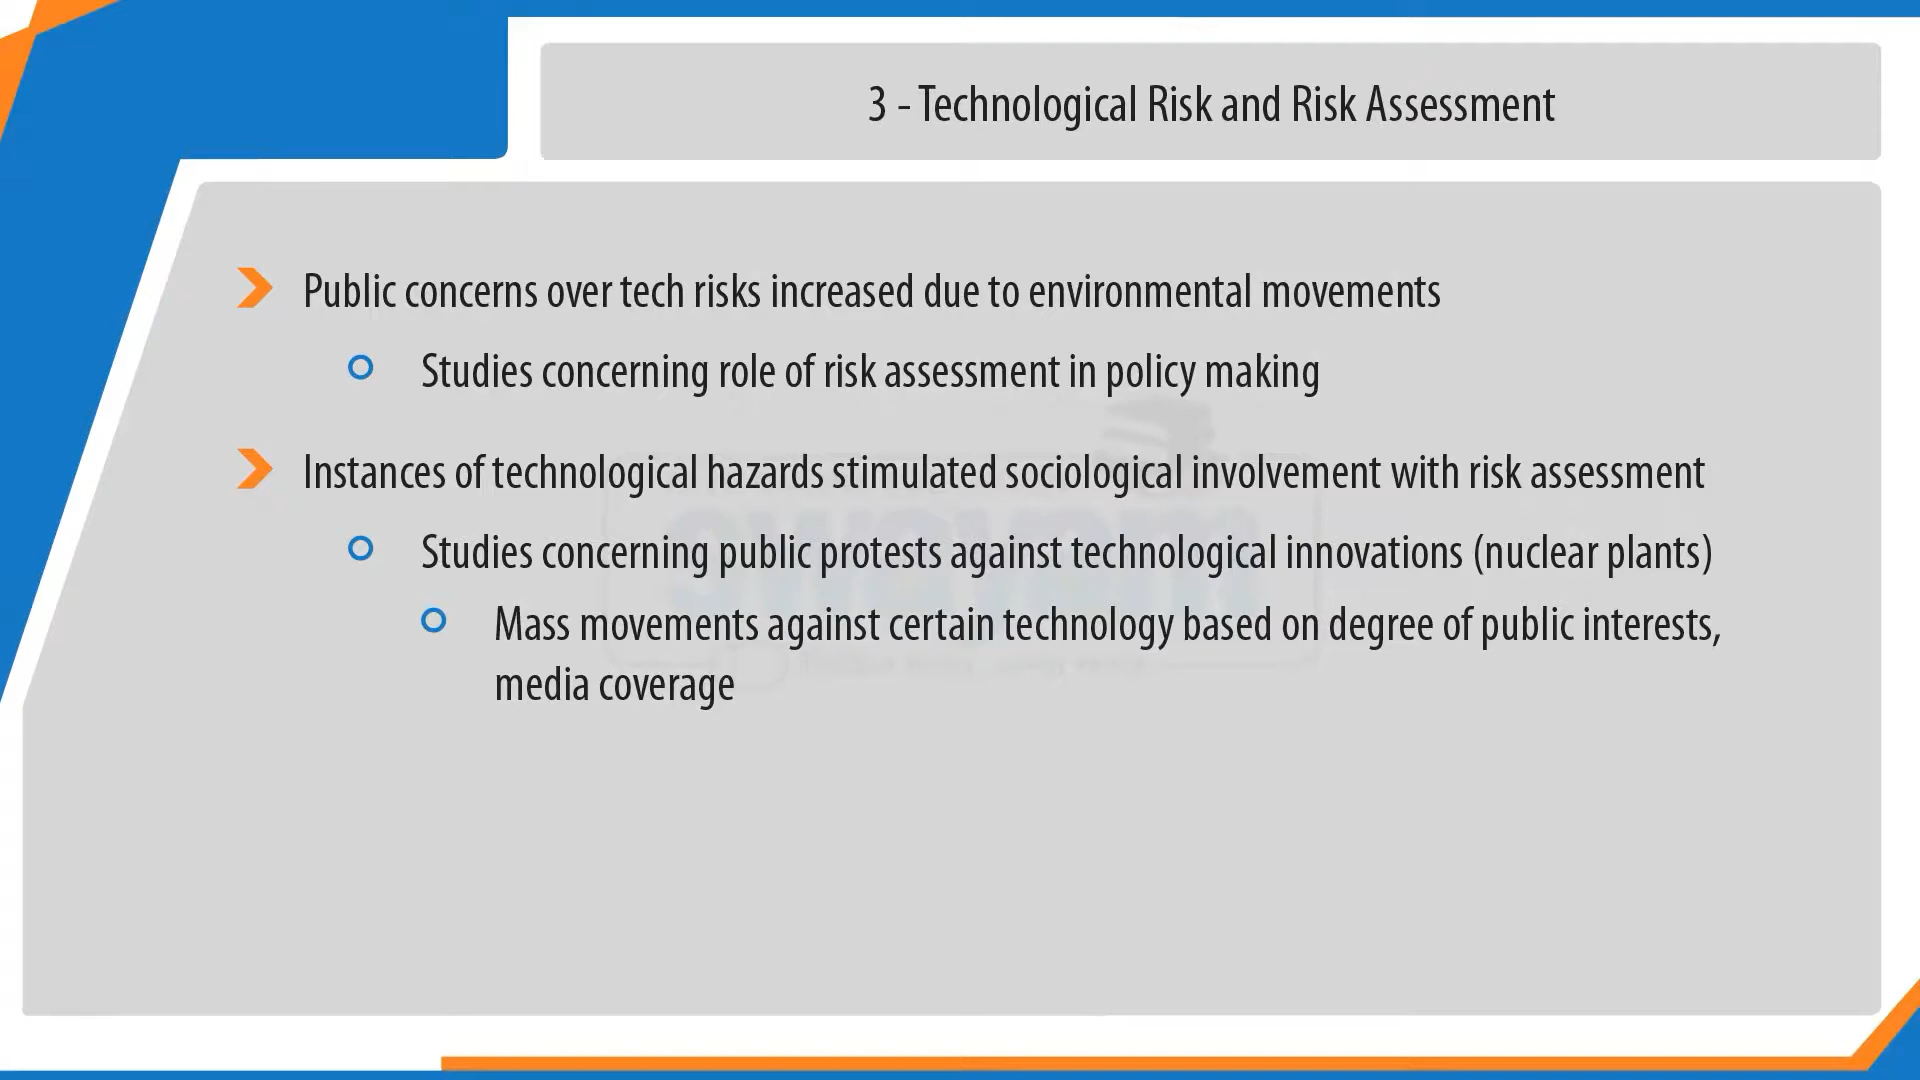 3 - Technological Risk and Risk Assessment
Public concerns over tech risks increased due to environmental movements
Studies concerning role of risk assessment in policy making
Instances of technological hazards stimulated sociological involvement with risk assessment
Studies concerning public protests against technological innovations (nuclear plants)
Mass movements against certain technology based on degree of public interests,
media coverage
swayam